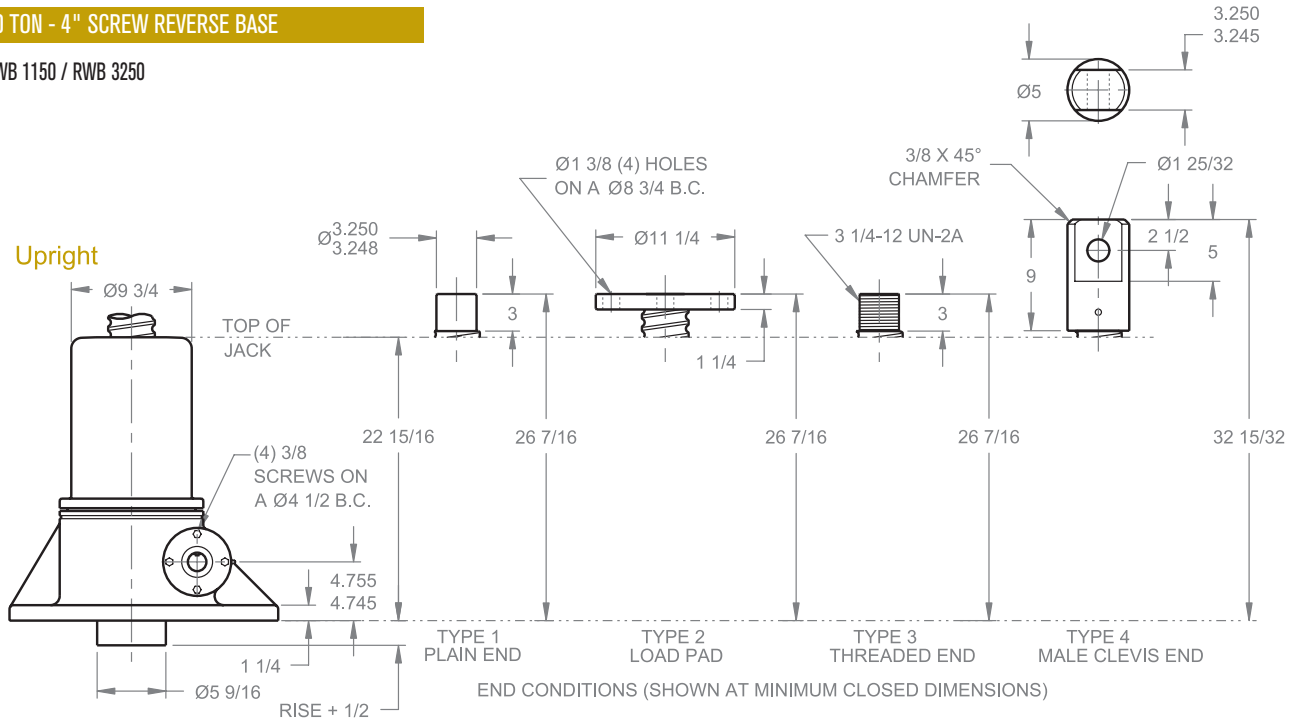 TON - 4" SCREW REVERSE BASE
1150 / RWB 3250
Upright
Ø9 3/4
TOP OF
JACK
22 15/16
(4) 3/8
SCREWS ON
A Ø4 1/2 B.C.
4.755
4.745
1 1/4
Ø5 9/16
RISE + 1/2
Ø3.250
3.248
3
26 7/16
TYPE 1
PLAIN END
Ø1 3/8 (4) HOLES
ON A Ø8 3/4 B.C.
Ø11 1/4
1 1/4
26 7/16
TYPE 2
LOAD PAD
3 1/4-12 UN-2A
3
26 7/16
TYPE 3
THREADED END
3.250
3.245
Ø5
3/8 X 45°
CHAMFER
Ø1 25/32
2 1/2
5
9
32 15/32
TYPE 4
MALE CLEVIS END
END CONDITIONS (SHOWN AT MINIMUM CLOSED DIMENSIONS)